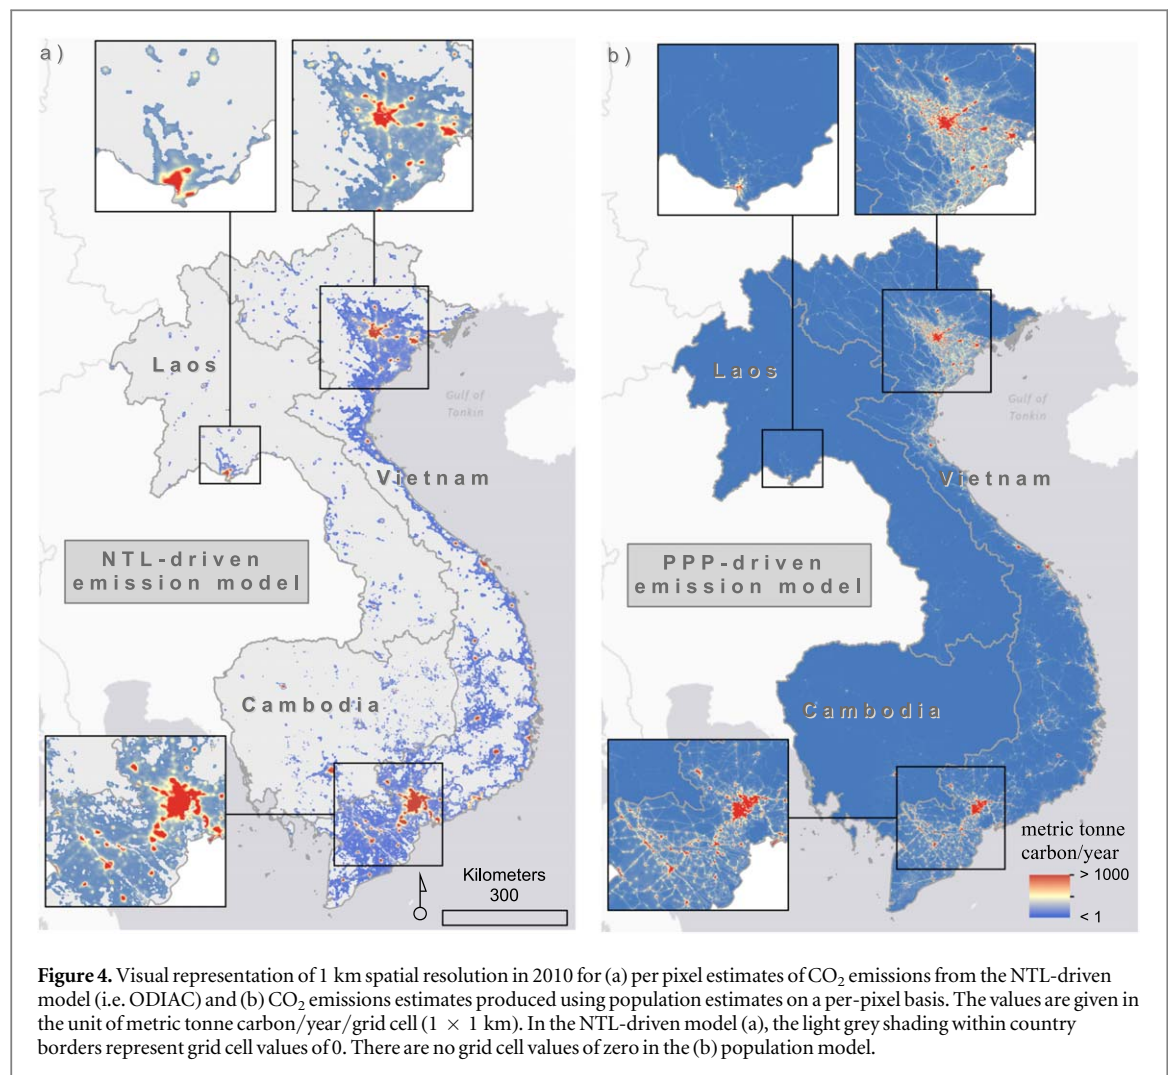 a)
b)
Laos
Gulf of
Tonkin
Vietnam
NTL-driven
emission model
Cambodia
Kilometers
300
Laos
Gulf of
Tonkin
Vietnam
PPP-driven
emission model
Cambodia
metric tonne
carbon/year
> 1000
< 1
Figure 4. Visual representation of 1 km spatial resolution in 2010 for (a) per pixel estimates of CO₂ emissions from the NTL-driven
model (i.e. ODIAC) and (b) CO₂ emissions estimates produced using population estimates on a per-pixel basis. The values are given in
the unit of metric tonne carbon/year/grid cell (1 × 1 km). In the NTL-driven model (a), the light grey shading within country
borders represent grid cell values of 0. There are no grid cell values of zero in the (b) population model.